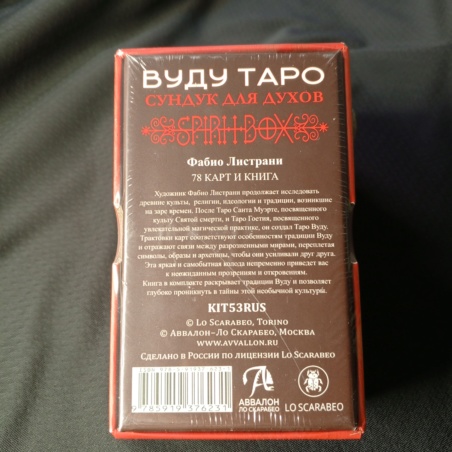 ВУДУ ТАРО
СУНДУК ДЛЯ ДУХОВ
SPIRIT·BOX
Фабио Листрани
78 КАРТ И КНИГА
Художник Фабио Листрани продолжает исследовать
древние культы, религии, идеологии и традиции, возникшие
на заре времен. После Таро Санта Муэрте, посвященного
культу Святой смерти, и Таро Гоетия, посвященного
увлекательной магической практике, он создал Таро Вуду.
Трактовки карт соответствуют особенностям традиции Вуду
и отражают связи между разрозненными мирами, переплетая
символы, образы и архетипы, чтобы они усиливали друг друга.
Эта яркая и самобытная колода непременно приведет вас
к неожиданным прозрениям и откровениям.
Книга в комплекте раскрывает традиции Вуду и позволяет
глубоко проникнуть в тайны этой необычной культуры.
KIT53RUS
© Lo Scarabeo, Torino
© Аввалон-Ло Скарабео, Москва
www.avvallon.ru
Сделано в России по лицензии Lo Scarabeo
9 785919 376231
АВВАЛОН
ЛО СКАРАБЕО
LO SCARABEO